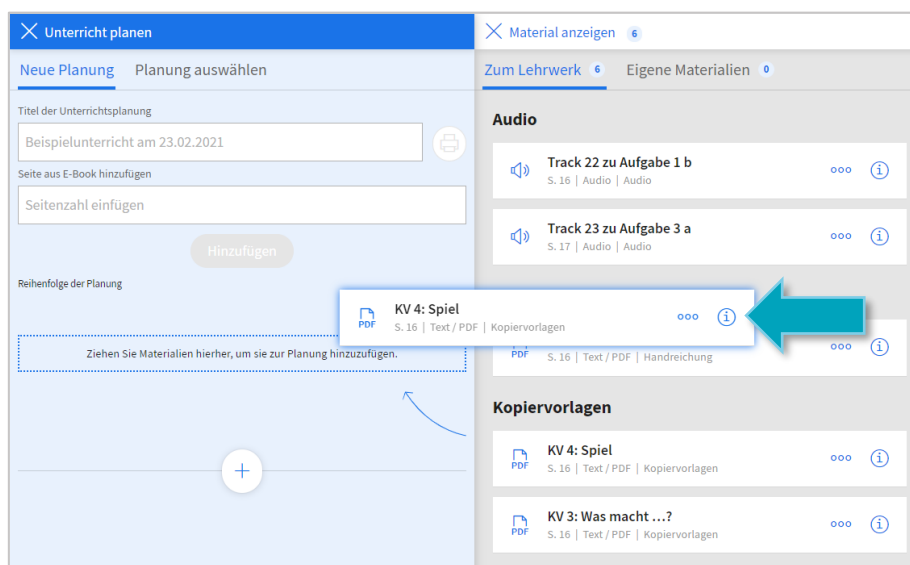 Unterricht planen
Neue Planung Planung auswählen
Titel der Unterrichtsplanung
Beispielunterricht am 23.02.2021
Seite aus E-Book hinzufügen
Seitenzahl einfügen
Hinzufügen
Reihenfolge der Planung
Ziehen Sie Materialien hierher, um sie zur Planung hinzuzufügen.
Material anzeigen 6
Zum Lehrwerk 6 Eigene Materialien 0
Audio
Track 22 zu Aufgabe 1 b
S. 16 | Audio | Audio
Track 23 zu Aufgabe 3 a
S. 17 | Audio | Audio
KV 4: Spiel
PDF S. 16 | Text / PDF | Kopiervorlagen
PDF S. 16 | Text / PDF | Handreichung
Kopiervorlagen
KV 4: Spiel
PDF S. 16 | Text / PDF | Kopiervorlagen
KV 3: Was macht ...?
PDF S. 16 | Text / PDF | Kopiervorlagen